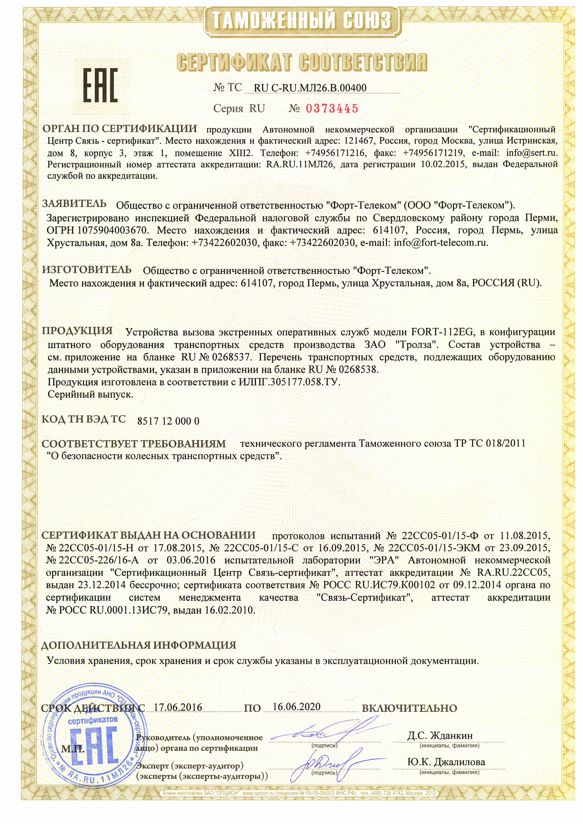 ТАМОЖЕННЫЙ СОЮЗ
СЕРТИФИКАТ СООТВЕТСТВИЯ
ЕАС
№ ТС RU С-RU.МЛ26.В.00400
Серия RU № 0373445
ОРГАН ПО СЕРТИФИКАЦИИ продукции Автономной некоммерческой организации "Сертификационный
Центр Связь - сертификат". Место нахождения и фактический адрес: 121467, Россия, город Москва, улица Истринская,
дом 8, корпус 3, этаж 1, помещение XIII2. Телефон: +74956171216, факс: +74956171219, e-mail: info@sert.ru.
Регистрационный номер аттестата аккредитации: RA.RU.11МЛ26, дата регистрации 10.02.2015, выдан Федеральной
службой по аккредитации.
ЗАЯВИТЕЛЬ Общество с ограниченной ответственностью "Форт-Телеком" (ООО "Форт-Телеком").
Зарегистрировано инспекцией Федеральной налоговой службы по Свердловскому району города Перми,
ОГРН 1075904003670. Место нахождения и фактический адрес: 614107, Россия, город Пермь, улица
Хрустальная, дом 8а. Телефон: +73422602030, факс: +73422602030, e-mail: info@fort-telecom.ru.
ИЗГОТОВИТЕЛЬ Общество с ограниченной ответственностью "Форт-Телеком".
Место нахождения и фактический адрес: 614107, город Пермь, улица Хрустальная, дом 8а, РОССИЯ (RU).
ПРОДУКЦИЯ Устройства вызова экстренных оперативных служб модели FORT-112EG, в конфигурации
штатного оборудования транспортных средств производства ЗАО "Тролза". Состав устройства –
см. приложение на бланке RU № 0268537. Перечень транспортных средств, подлежащих оборудованию
данными устройствами, указан в приложении на бланке RU № 0268538.
Продукция изготовлена в соответствии с ИЛПГ.305177.058.ТУ.
Серийный выпуск.
КОД ТН ВЭД ТС 8517 12 000 0
СООТВЕТСТВУЕТ ТРЕБОВАНИЯМ технического регламента Таможенного союза ТР ТС 018/2011
"О безопасности колесных транспортных средств".
СЕРТИФИКАТ ВЫДАН НА ОСНОВАНИИ протоколов испытаний № 22СС05-01/15-Ф от 11.08.2015,
№ 22СС05-01/15-Н от 17.08.2015, № 22СС05-01/15-С от 16.09.2015, № 22СС05-01/15-ЭКМ от 23.09.2015,
№ 22СС05-226/16-А от 03.06.2016 испытательной лаборатории "ЭРА" Автономной некоммерческой
организации "Сертификационный Центр Связь-сертификат", аттестат аккредитации № RA.RU.22СС05,
выдан 23.12.2014 бессрочно; сертификата соответствия № РОСС RU.ИС79.К00102 от 09.12.2014 органа по
сертификации систем менеджмента качества "Связь-Сертификат", аттестат аккредитации
№ РОСС RU.0001.13ИС79, выдан 16.02.2010.
ДОПОЛНИТЕЛЬНАЯ ИНФОРМАЦИЯ
Условия хранения, срок хранения и срок службы указаны в эксплуатационной документации.
СРОК ДЕЙСТВИЯ С 17.06.2016 ПО 16.06.2020 ВКЛЮЧИТЕЛЬНО
Для сертификатов
ЕАС
RA.RU.11МЛ26
М.П.
Руководитель (уполномоченное
лицо) органа по сертификации
(подпись)
Д.С. Жданкин
(инициалы, фамилия)
Эксперт (эксперт-аудитор)
(эксперты (эксперты-аудиторы))
(подпись)
Ю.К. Джалилова
(инициалы, фамилия)